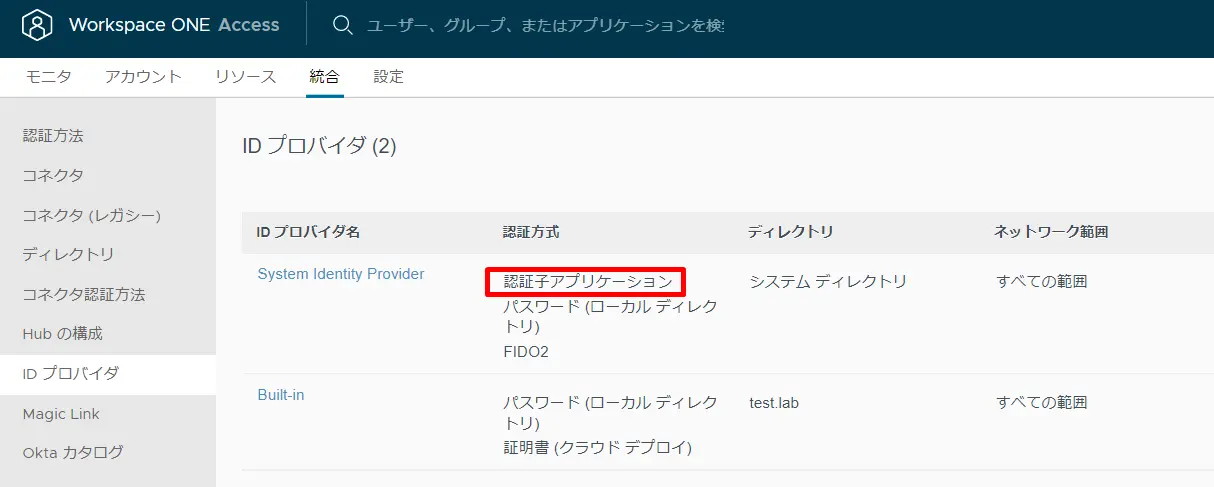 Workspace ONE Access
ユーザー、グループ、またはアプリケーションを検索
モニタ アカウント リソース 統合 設定
認証方法
コネクタ
コネクタ (レガシー)
ディレクトリ
コネクタ認証方法
Hub の構成
ID プロバイダ
Magic Link
Okta カタログ
ID プロバイダ (2)
ID プロバイダ名 認証方式 ディレクトリ ネットワーク範囲
System Identity Provider 認証子アプリケーション システム ディレクトリ すべての範囲
パスワード (ローカル ディレク
トリ)
FIDO2
Built-in パスワード (ローカル ディレク test.lab すべての範囲
トリ)
証明書 (クラウド デプロイ)